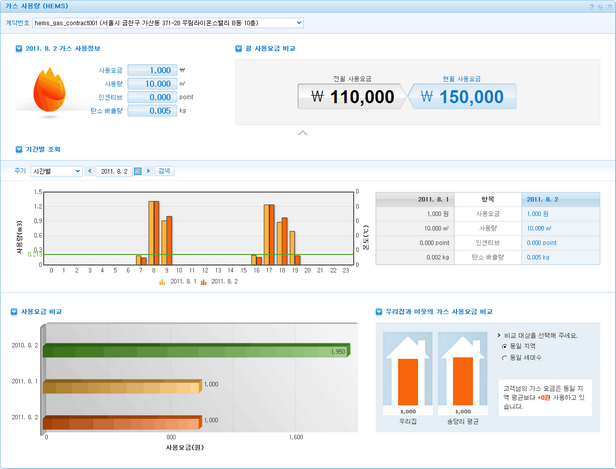 가스 사용량 (HEMS)
계약번호 hems_gas_contract001 (서울시 금천구 가산동 371-28 우림라이온스밸리 B동 10층)
2011. 8. 2 가스 사용정보
사용요금 1,000 ₩
사용량 10.000 ㎥
인센티브 0.000 point
탄소 배출량 0.005 kg
월 사용요금 비교
전월 사용요금
₩ 110,000
현월 사용요금
₩ 150,000
기간별 조회
주기 시간별 2011. 8. 2 검색
사용량(m3)
1.5
1.2
0.9
0.6
0.3
0.213
0.0
0 1 2 3 4 5 6 7 8 9 10 11 12 13 14 15 16 17 18 19 20 21 22 23
0
0
0
0
0
0
온도(℃)
2011. 8. 1 2011. 8. 2
2011. 8. 1 항목 2011. 8. 2
1,000 원 사용요금 1,000 원
10.000 ㎥ 사용량 10.000 ㎥
0.000 point 인센티브 0.000 point
0.002 kg 탄소 배출량 0.005 kg
사용요금 비교
2010. 8. 2 1,950
2011. 8. 1 1,000
2011. 8. 2 1,000
0 800 1,600
사용요금(원)
우리집과 이웃의 가스 사용요금 비교
1,000
우리집
1,000
송당리 평균
비교 대상을 선택해 주세요.
동일 지역
동일 세대수
고객님의 가스 요금은 동일 지
역 평균보다 +0원 사용하고 있
습니다.